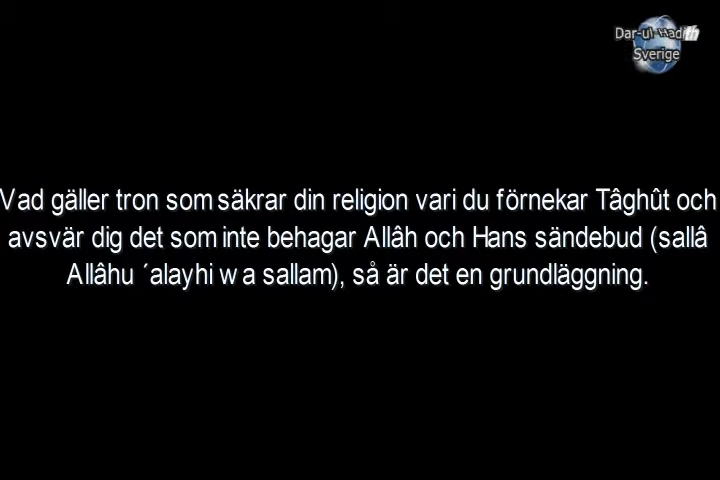 Dar-ul-Hadith
Sverige
Vad gäller tron som säkrar din religion vari du förnekar Tâghût och
avsvär dig det som inte behagar Allâh och Hans sändebud (sallâ
Allâhu ´alayhi wa sallam), så är det en grundläggning.